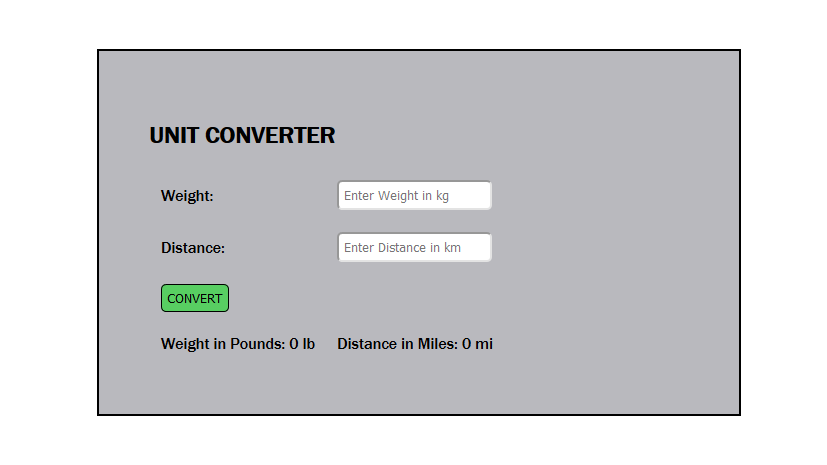 UNIT CONVERTER
Weight: Enter Weight in kg
Distance: Enter Distance in km
CONVERT
Weight in Pounds: 0 lb Distance in Miles: 0 mi